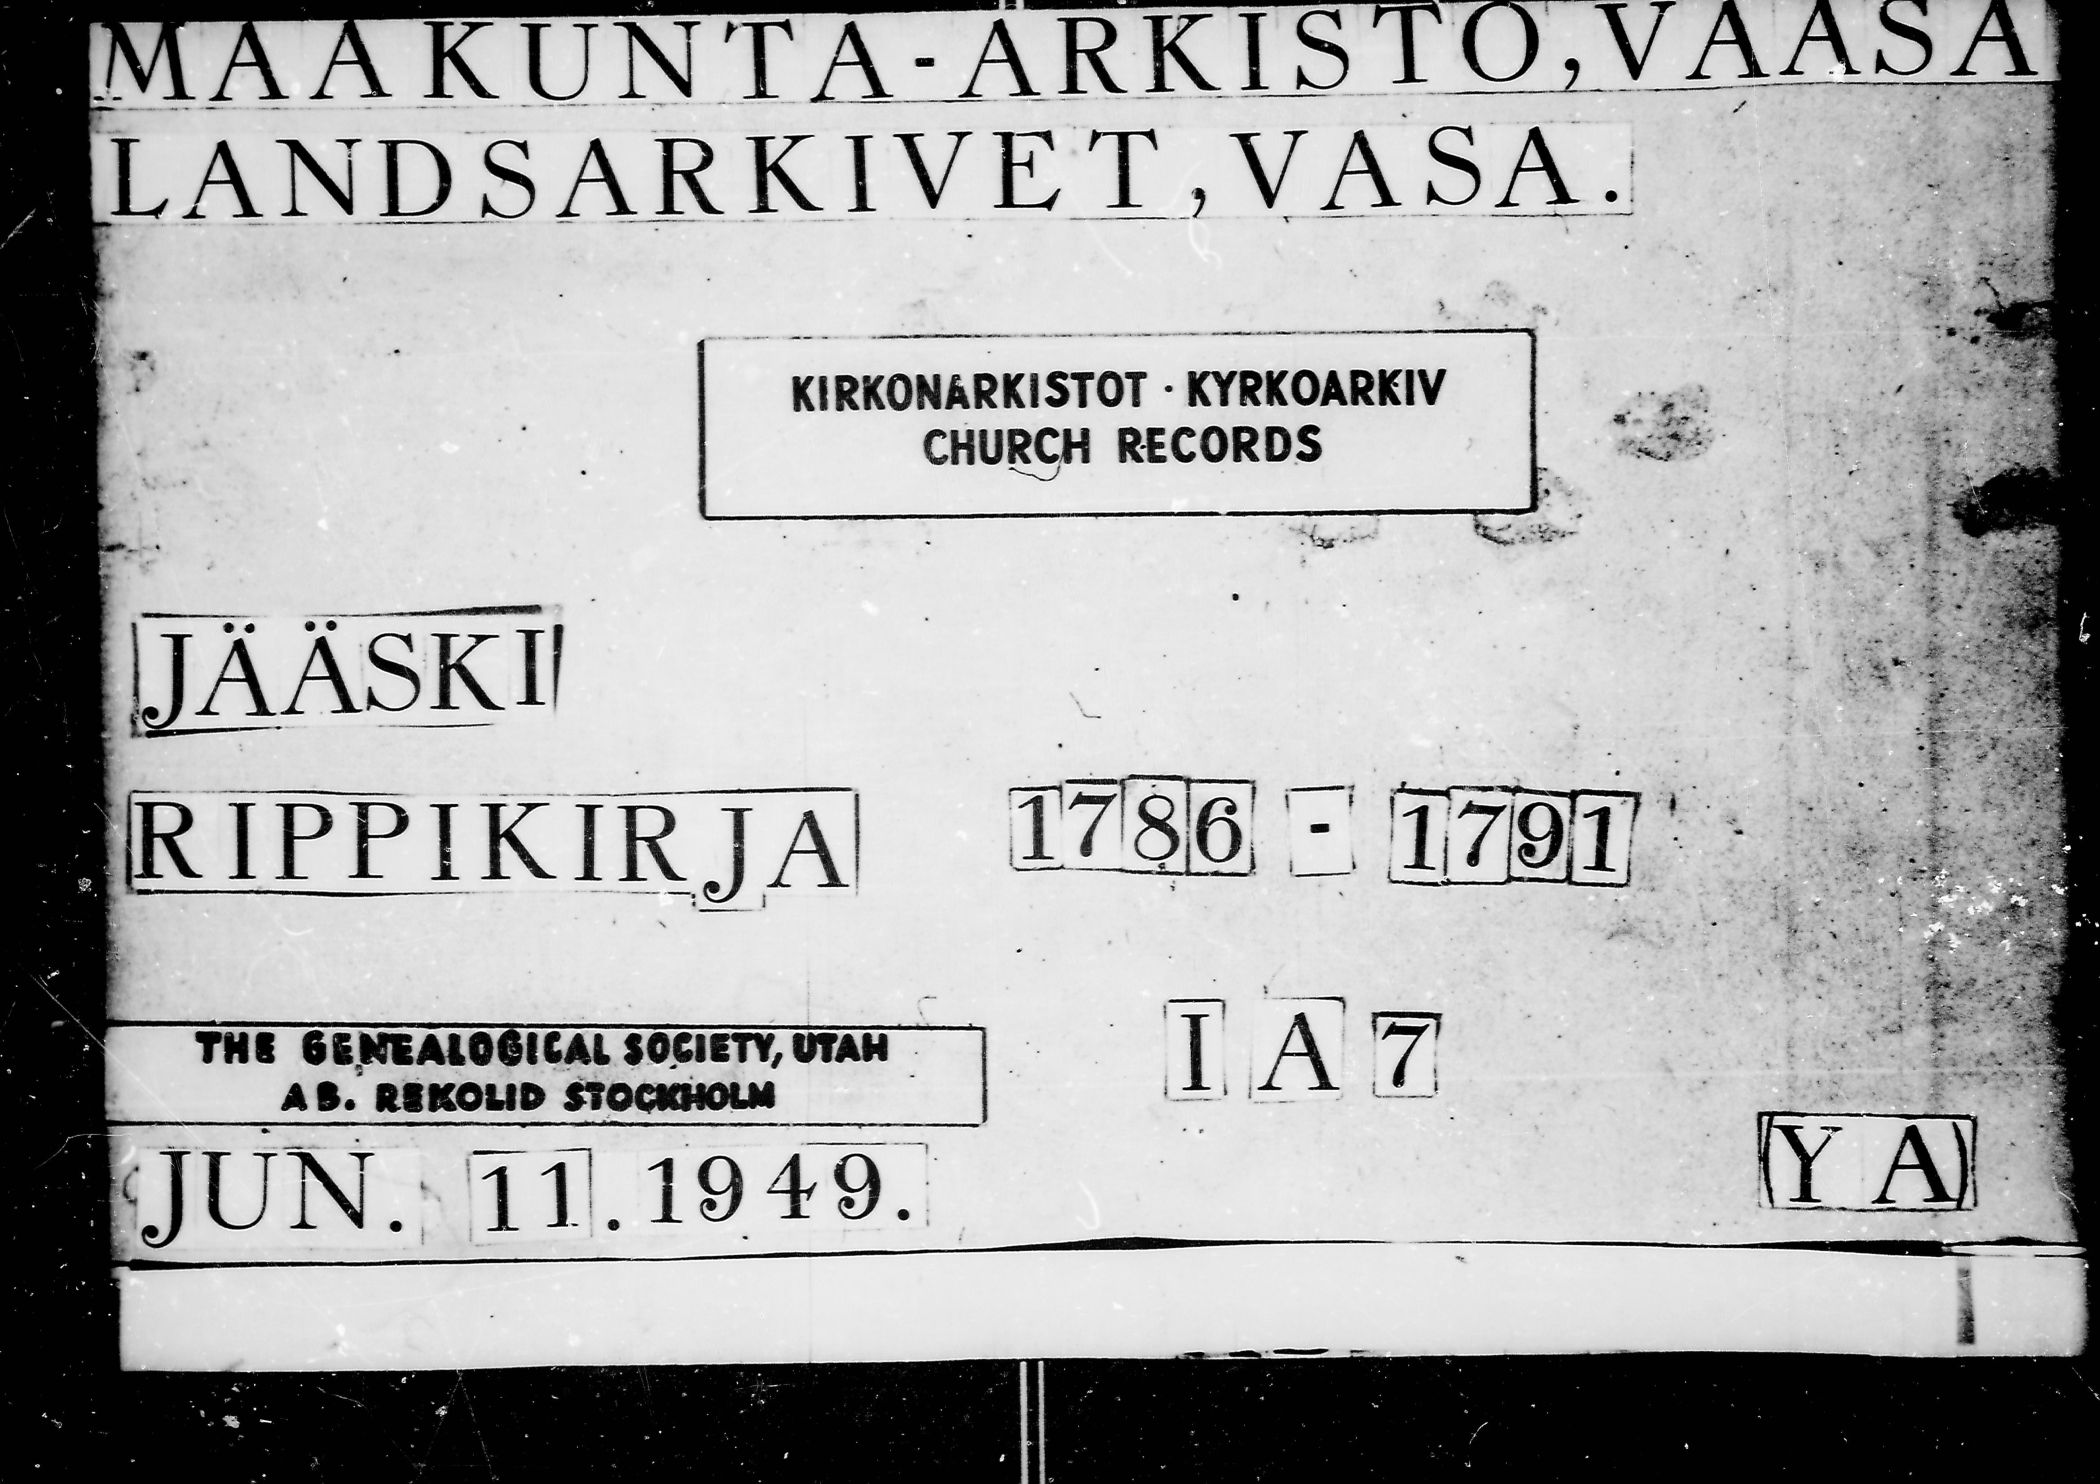 MAAKUNTA-ARKISTO, VAASA
LANDSARKIVET, VASA.
KIRKONARKISTOT · KYRKOARKIV
CHURCH RECORDS
JÄÄSKI
RIPPIKIRJA 1786 - 1791
I A 7
THE GENEALOGICAL SOCIETY, UTAH
AB. REKOLID STOCKHOLM
JUN. 11. 1949.
(Y A)